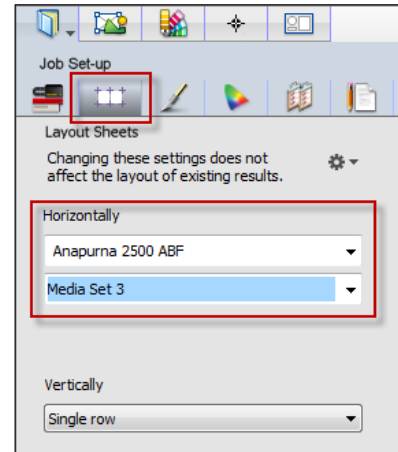 Job Set-up
Layout Sheets
Changing these settings does not
affect the layout of existing results.
Horizontally
Anapurna 2500 ABF
Media Set 3
Vertically
Single row